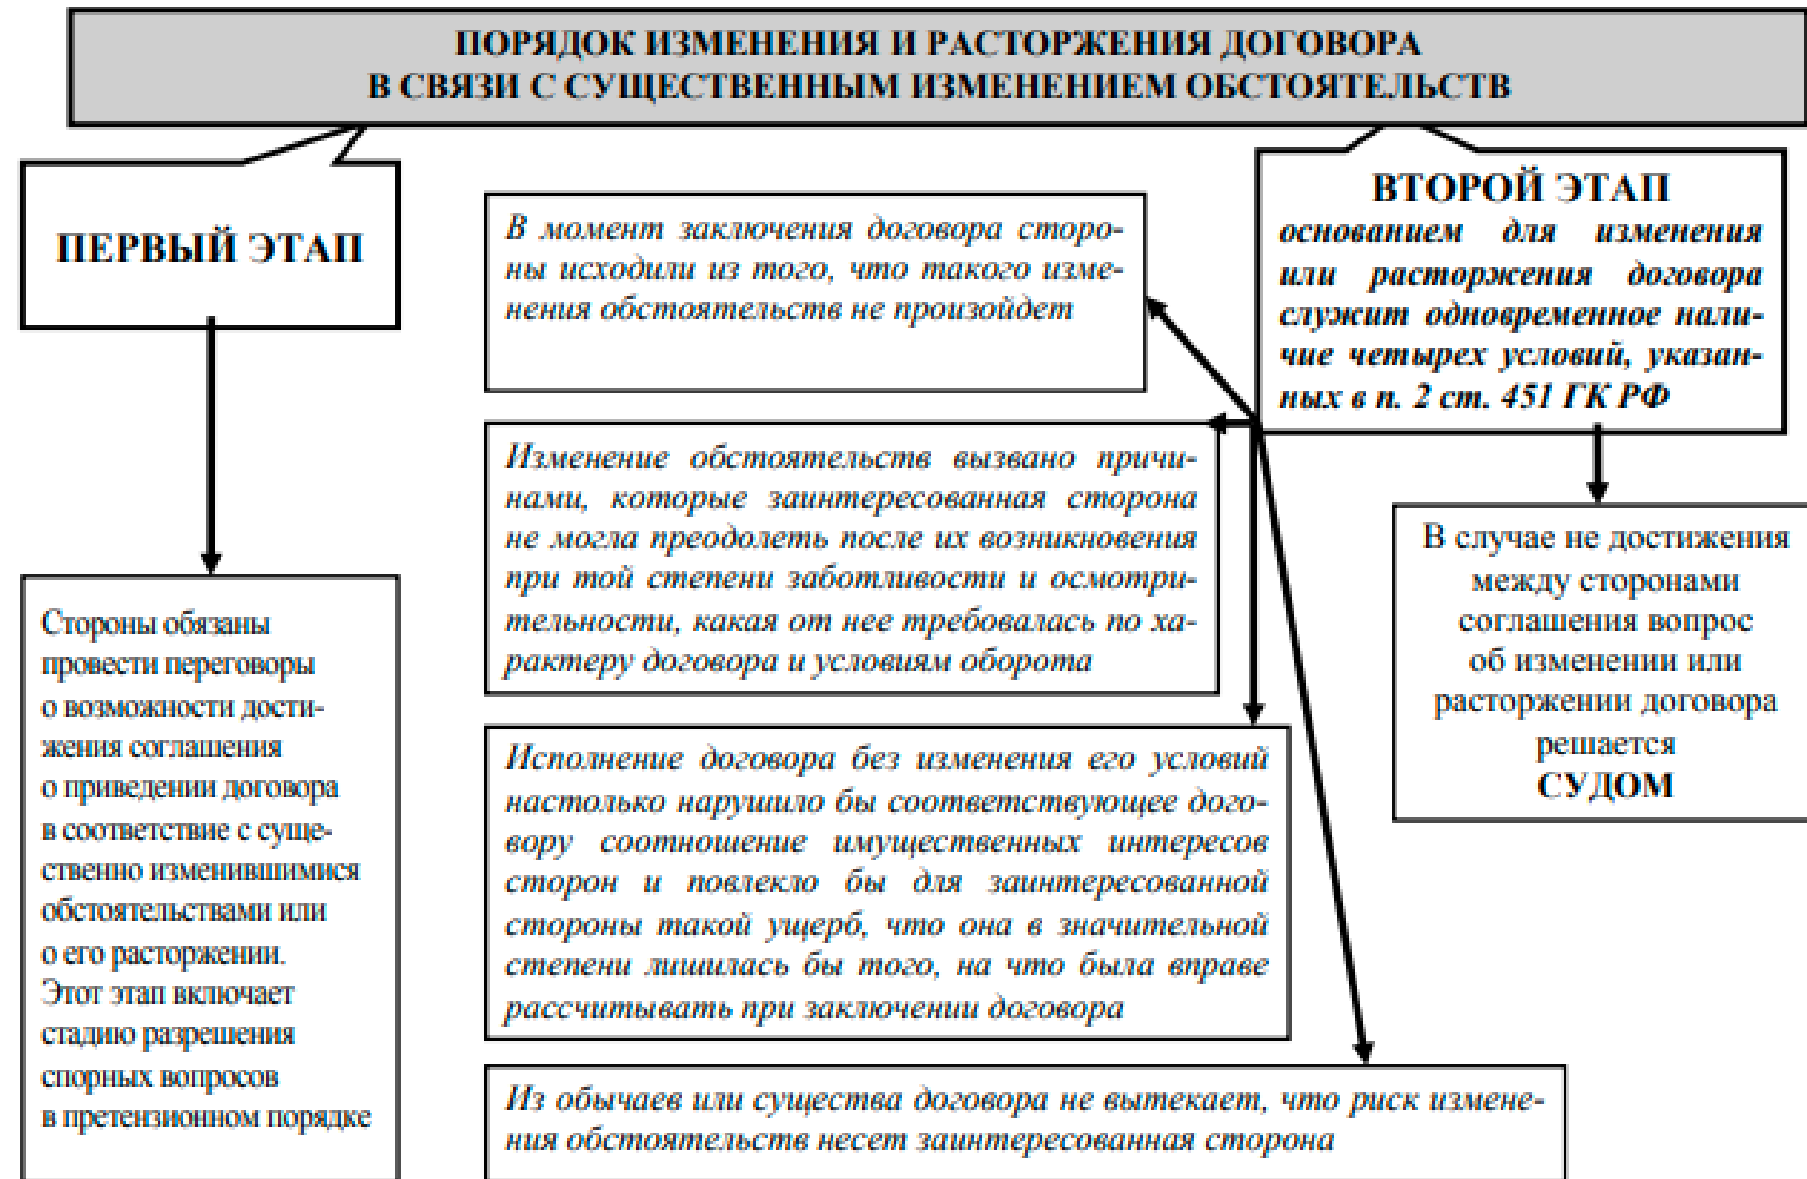 ПОРЯДОК ИЗМЕНЕНИЯ И РАСТОРЖЕНИЯ ДОГОВОРА
В СВЯЗИ С СУЩЕСТВЕННЫМ ИЗМЕНЕНИЕМ ОБСТОЯТЕЛЬСТВ
ПЕРВЫЙ ЭТАП
Стороны обязаны
провести переговоры
о возможности дости-
жения соглашения
о приведении договора
в соответствие с суще-
ственно изменившимися
обстоятельствами или
о его расторжении.
Этот этап включает
стадию разрешения
спорных вопросов
в претензионном порядке
ВТОРОЙ ЭТАП
основанием для изменения
или расторжения договора
служит одновременное нали-
чие четырех условий, указан-
ных в п. 2 ст. 451 ГК РФ
В момент заключения договора сторо-
ны исходили из того, что такого изме-
нения обстоятельств не произойдет
Изменение обстоятельств вызвано причи-
нами, которые заинтересованная сторона
не могла преодолеть после их возникновения
при той степени заботливости и осмотри-
тельности, какая от нее требовалась по ха-
рактеру договора и условиям оборота
Исполнение договора без изменения его условий
настолько нарушило бы соответствующее дого-
вору соотношение имущественных интересов
сторон и повлекло бы для заинтересованной
стороны такой ущерб, что она в значительной
степени лишилась бы того, на что была вправе
рассчитывать при заключении договора
Из обычаев или существа договора не вытекает, что риск измене-
ния обстоятельств несет заинтересованная сторона
В случае не достижения
между сторонами
соглашения вопрос
об изменении или
расторжении договора
решается
СУДОМ